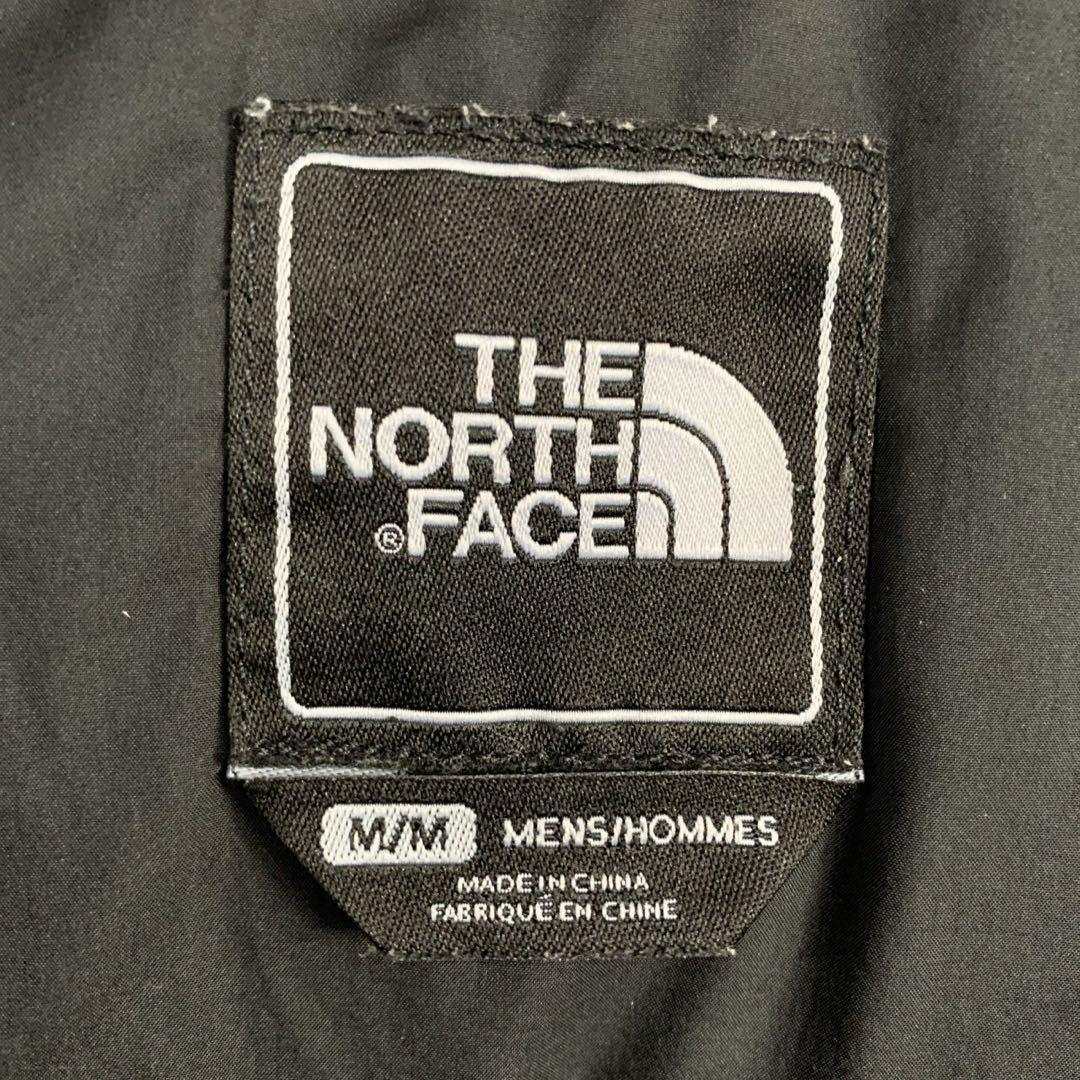 THE
NORTH
®FACE
M/M MENS/HOMMES
MADE IN CHINA
FABRIQUÉ EN CHINE